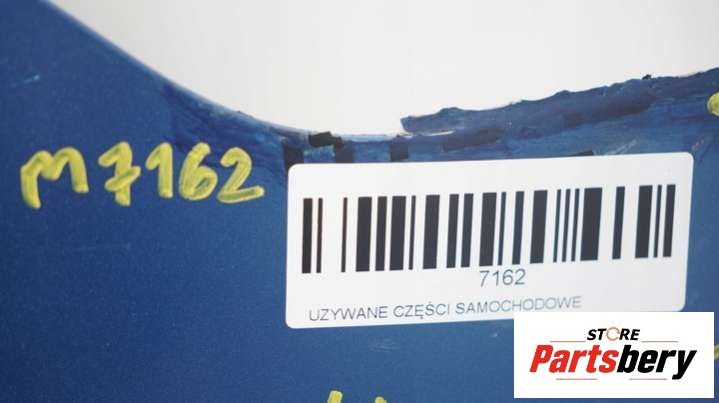 M7162
7162
UZYWANE CZĘŚCI SAMOCHODOWE
STORE
Partsbery